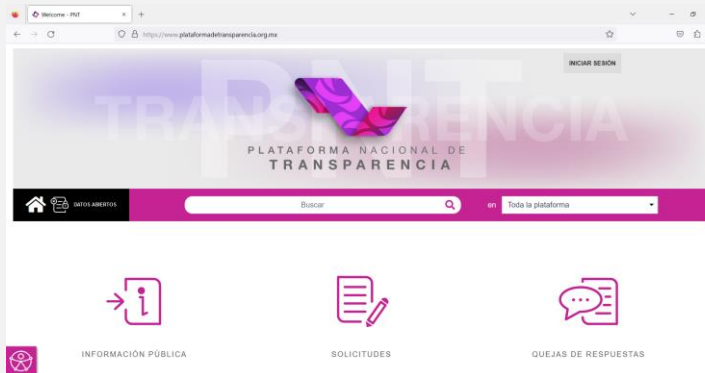 Welcome - PNT
https://www.plataformadetransparencia.org.mx
INICIAR SESIÓN
PNT
TRANSPARENCIA
PLATAFORMA NACIONAL DE
TRANSPARENCIA
DATOS ABIERTOS
Buscar
en
Toda la plataforma
INFORMACIÓN PÚBLICA
SOLICITUDES
QUEJAS DE RESPUESTAS